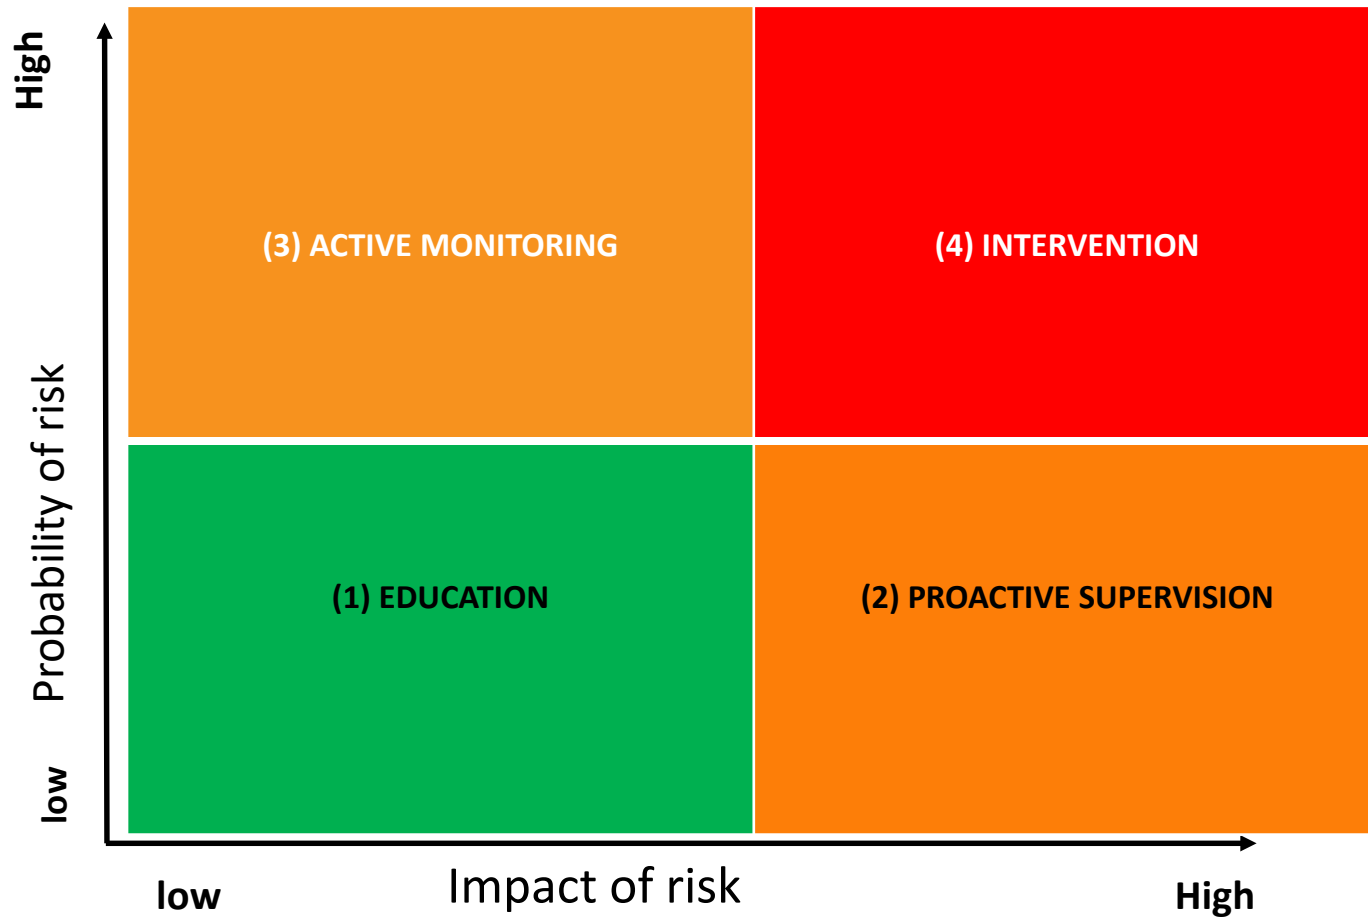 High
(3) ACTIVE MONITORING
(4) INTERVENTION
Probability of risk
(1) EDUCATION
(2) PROACTIVE SUPERVISION
low
low
Impact of risk
High